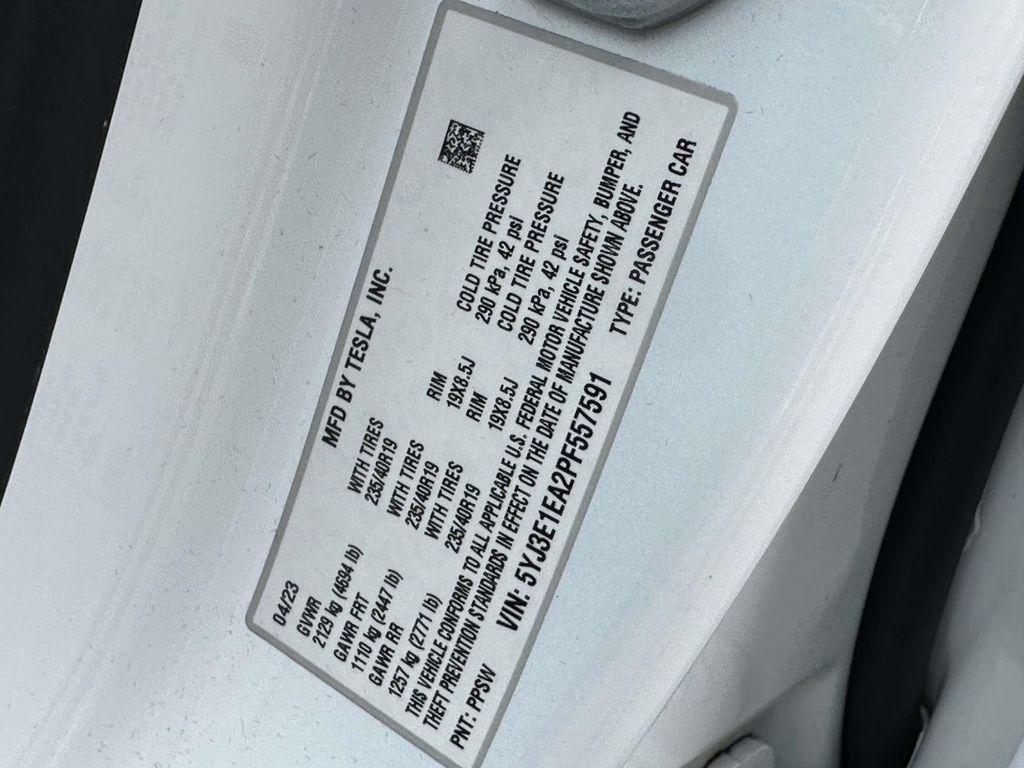 MFD BY TESLA, INC.
04/23
GVWR WITH TIRES RIM COLD TIRE PRESSURE
2129 kg (4694 lb) 235/40R19 19X8.5J 290 kPa, 42 psi
GAWR FRT WITH TIRES RIM COLD TIRE PRESSURE
1110 kg (2447 lb) 235/40R19 19X8.5J 290 kPa, 42 psi
GAWR RR WITH TIRES
1257 kg (2771 lb) 235/40R19
THIS VEHICLE CONFORMS TO ALL APPLICABLE U.S. FEDERAL MOTOR VEHICLE SAFETY, BUMPER, AND
THEFT PREVENTION STANDARDS IN EFFECT ON THE DATE OF MANUFACTURE SHOWN ABOVE.
PNT: PPSW VIN: 5YJ3E1EA2PF557591 TYPE: PASSENGER CAR